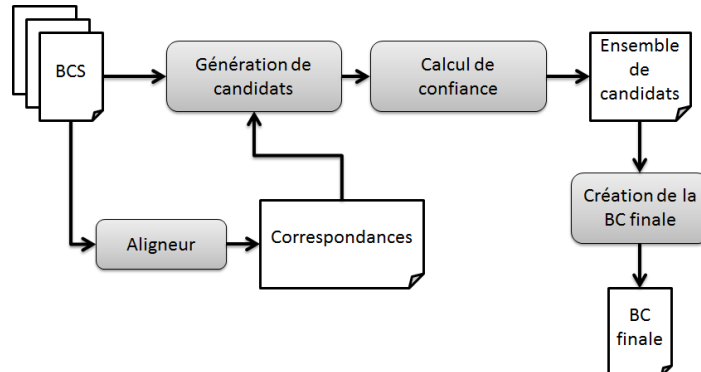 BCS
Génération de
candidats
Calcul de
confiance
Ensemble
de
candidats
Création de la
BC finale
Aligneur
Correspondances
BC
finale